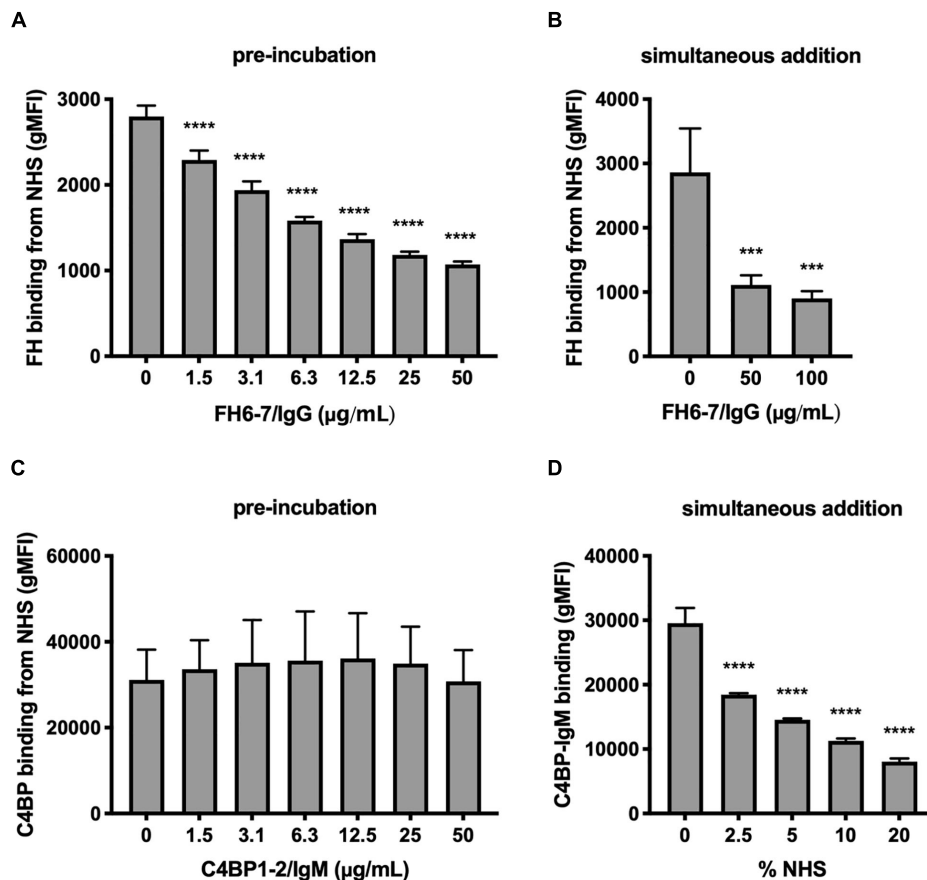 A
pre-incubation
FH binding from NHS (gMFI)
3000
2000
1000
0
**** **** **** **** **** ****
0 1.5 3.1 6.3 12.5 25 50
FH6-7/IgG (µg/mL)
B
simultaneous addition
FH binding from NHS (gMFI)
4000
3000
2000
1000
0
*** ***
0 50 100
FH6-7/IgG (µg/mL)
C
pre-incubation
C4BP binding from NHS (gMFI)
60000
40000
20000
0
0 1.5 3.1 6.3 12.5 25 50
C4BP1-2/IgM (µg/mL)
D
simultaneous addition
C4BP-IgM binding (gMFI)
40000
30000
20000
10000
0
**** **** **** ****
0 2.5 5 10 20
% NHS